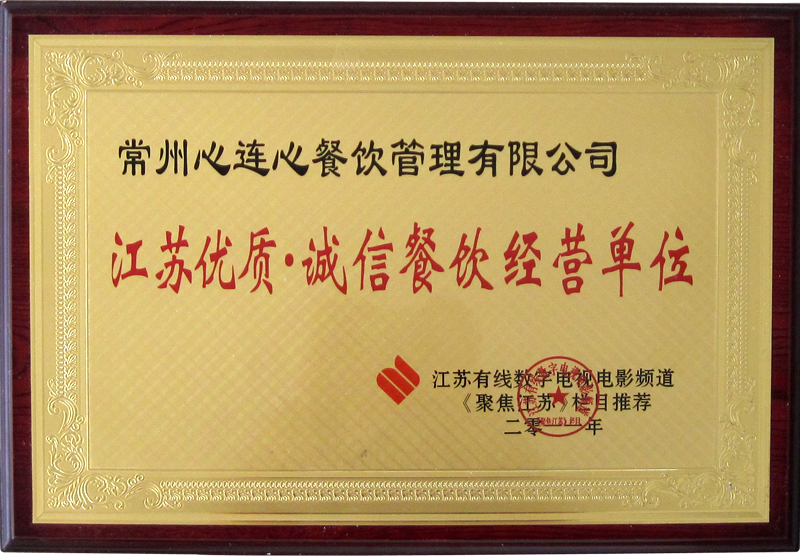 常州心连心餐饮管理有限公司
江苏优质·诚信餐饮经营单位
江苏有线数字电视电影频道
《聚焦江苏》栏目推荐
二零 年